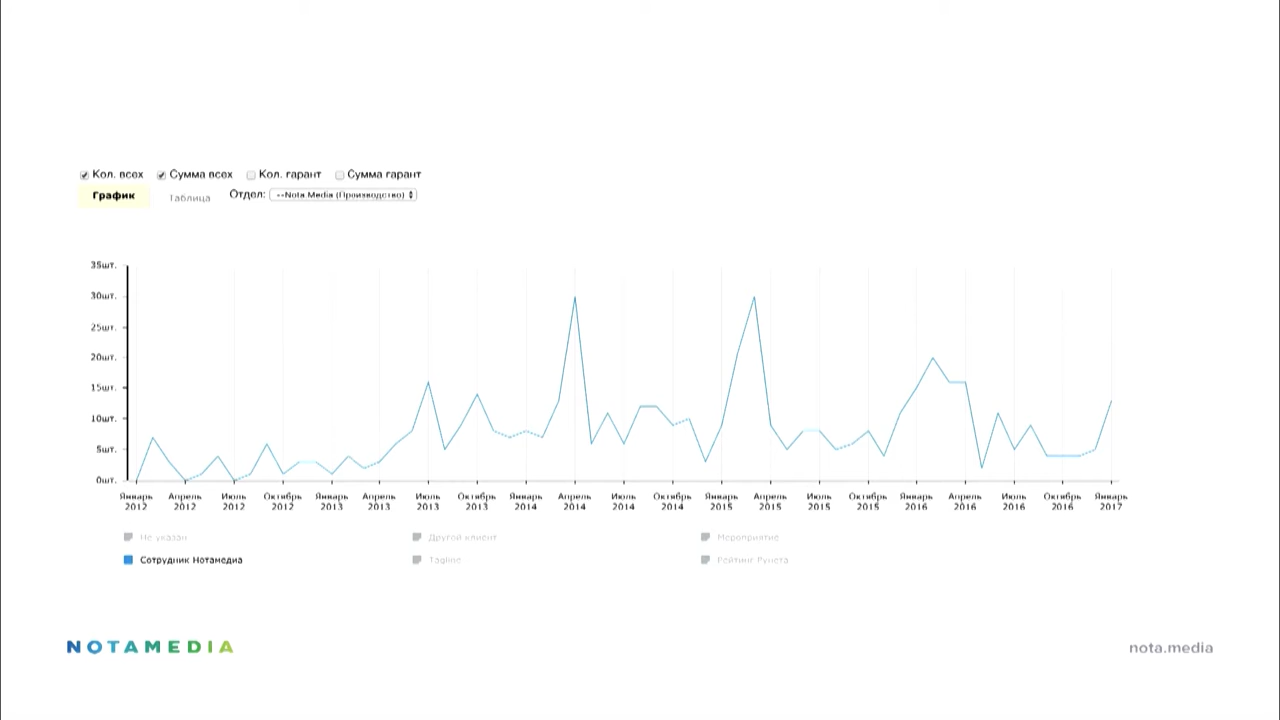 Кол. всех Сумма всех Кол. гарант Сумма гарант
График Таблица Отдел: --Nota Media (Производство)
35шт.
30шт.
25шт.
20шт.
15шт.
10шт.
5шт.
0шт.
Январь Апрель Июль Октябрь Январь Апрель Июль Октябрь Январь Апрель Июль Октябрь Январь Апрель Июль Октябрь Январь Апрель Июль Октябрь Январь
2012 2012 2012 2012 2013 2013 2013 2013 2014 2014 2014 2014 2015 2015 2015 2015 2016 2016 2016 2016 2017
Не указан Другой клиент Мероприятие
Сотрудник Нотамедиа Tagline Рейтинг Рунета
NOTAMEDIA nota.media